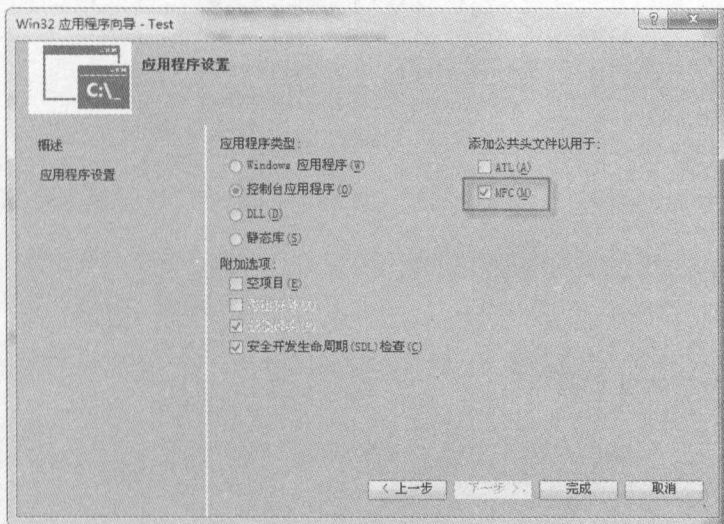 Win32 应用程序向导 - Test
应用程序设置
C:\_
概述
应用程序设置
应用程序类型:
Windows 应用程序(W)
控制台应用程序(O)
DLL(D)
静态库(S)
附加选项:
空项目(E)
安全开发生命周期(SDL)检查(C)
添加公共头文件以用于:
ATL(A)
MFC(M)
< 上一步
下一步 >
完成
取消